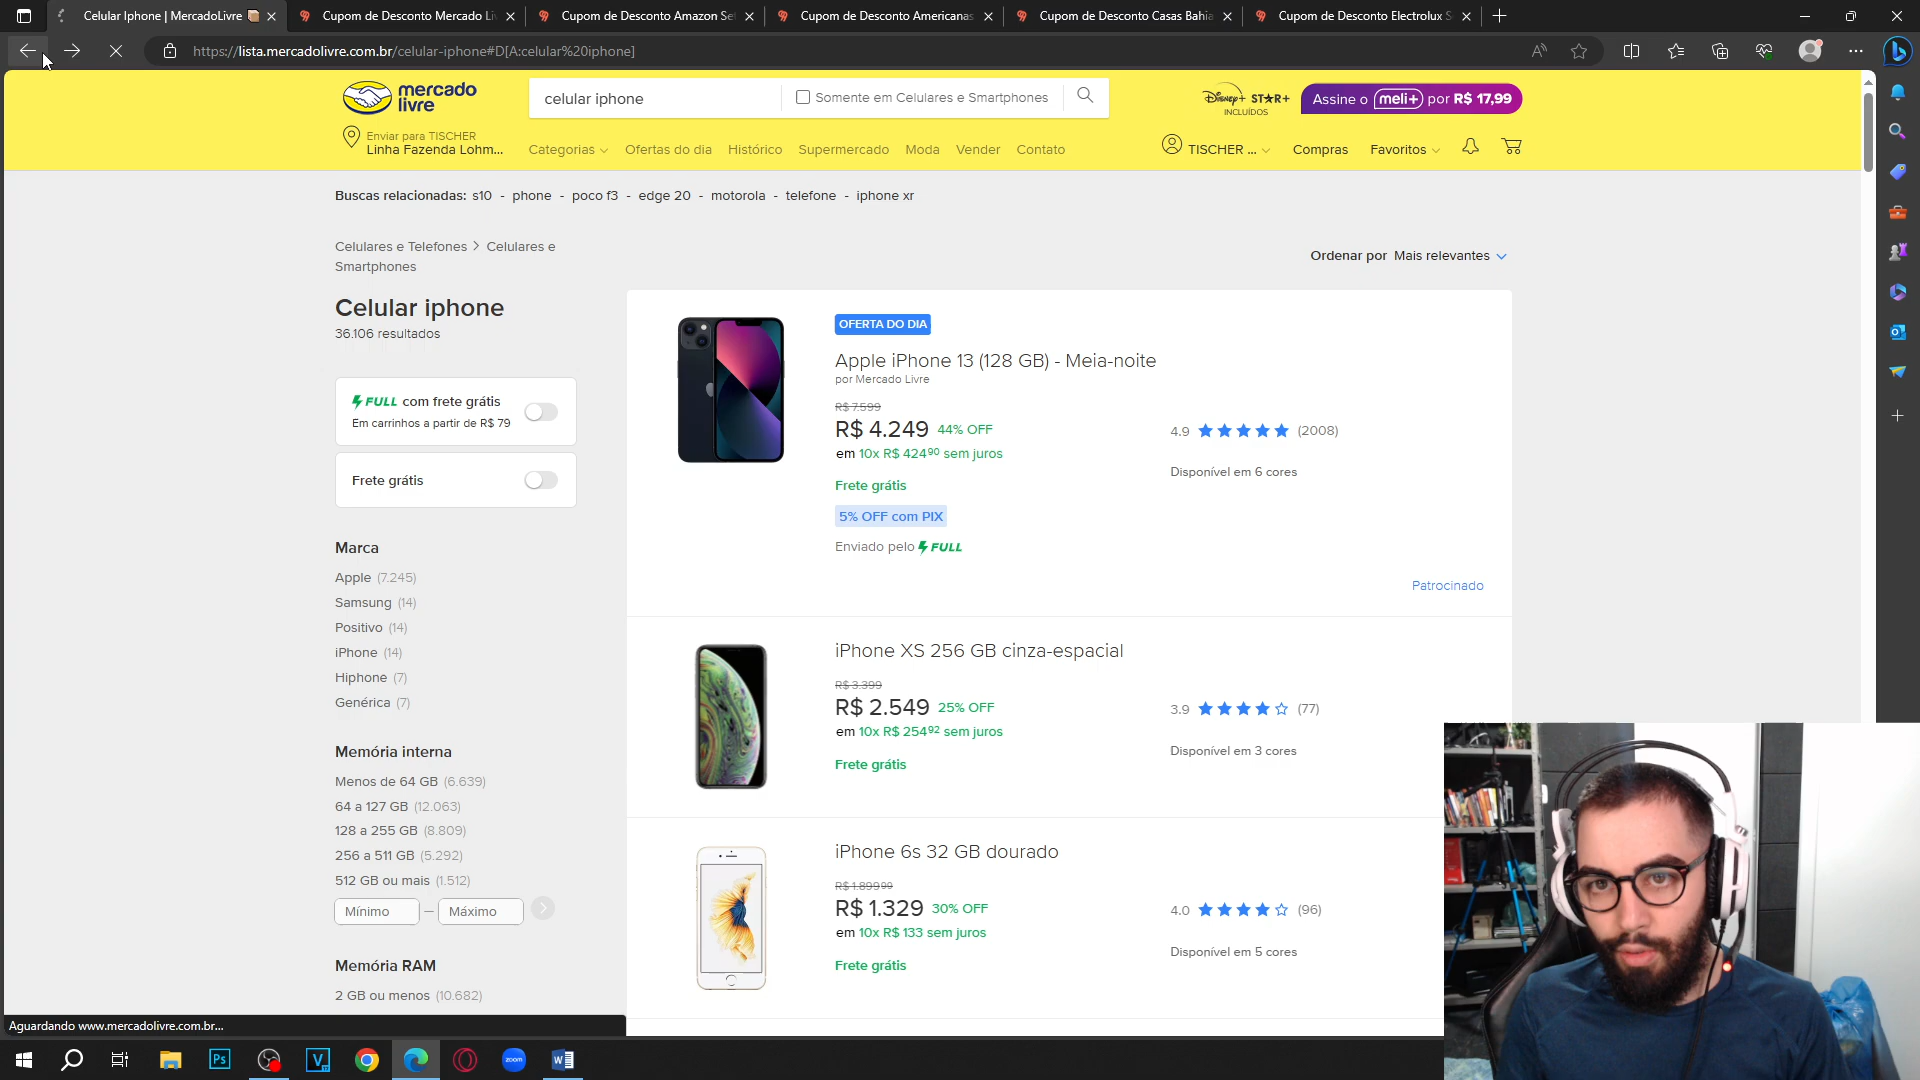 Celular Iphone | MercadoLivre
Cupom de Desconto Mercado Li
Cupom de Desconto Amazon Se
Cupom de Desconto Americanas
Cupom de Desconto Casas Bahia
Cupom de Desconto Electrolux S
https://lista.mercadolivre.com.br/celular-iphone#D[A:celular%20iphone]
mercado
livre
celular iphone
Somente em Celulares e Smartphones
Disney+ STAR+
INCLUÍDOS
Assine o meli+ por R$ 17,99
Enviar para TISCHER
Linha Fazenda Lohm...
Categorias
Ofertas do dia
Histórico
Supermercado
Moda
Vender
Contato
TISCHER ...
Compras
Favoritos
Buscas relacionadas: s10 - phone - poco f3 - edge 20 - motorola - telefone - iphone xr
Celulares e Telefones > Celulares e
Smartphones
Ordenar por Mais relevantes
Celular iphone
36.106 resultados
FULL com frete grátis
Em carrinhos a partir de R$ 79
Frete grátis
Marca
Apple (7.245)
Samsung (14)
Positivo (14)
iPhone (14)
Hiphone (7)
Genérica (7)
Memória interna
Menos de 64 GB (6.639)
64 a 127 GB (12.063)
128 a 255 GB (8.809)
256 a 511 GB (5.292)
512 GB ou mais (1.512)
Mínimo — Máximo
Memória RAM
2 GB ou menos (10.682)
OFERTA DO DIA
Apple iPhone 13 (128 GB) - Meia-noite
por Mercado Livre
R$ 7.599
R$ 4.249 44% OFF
em 10x R$ 424 90 sem juros
Frete grátis
5% OFF com PIX
Enviado pelo FULL
4.9 (2008)
Disponível em 6 cores
Patrocinado
iPhone XS 256 GB cinza-espacial
R$ 3.399
R$ 2.549 25% OFF
em 10x R$ 254 92 sem juros
Frete grátis
3.9 (77)
Disponível em 3 cores
iPhone 6s 32 GB dourado
R$ 1.899 99
R$ 1.329 30% OFF
em 10x R$ 133 sem juros
Frete grátis
4.0 (96)
Disponível em 5 cores
Aguardando www.mercadolivre.com.br...
Ps
V
zoom
W